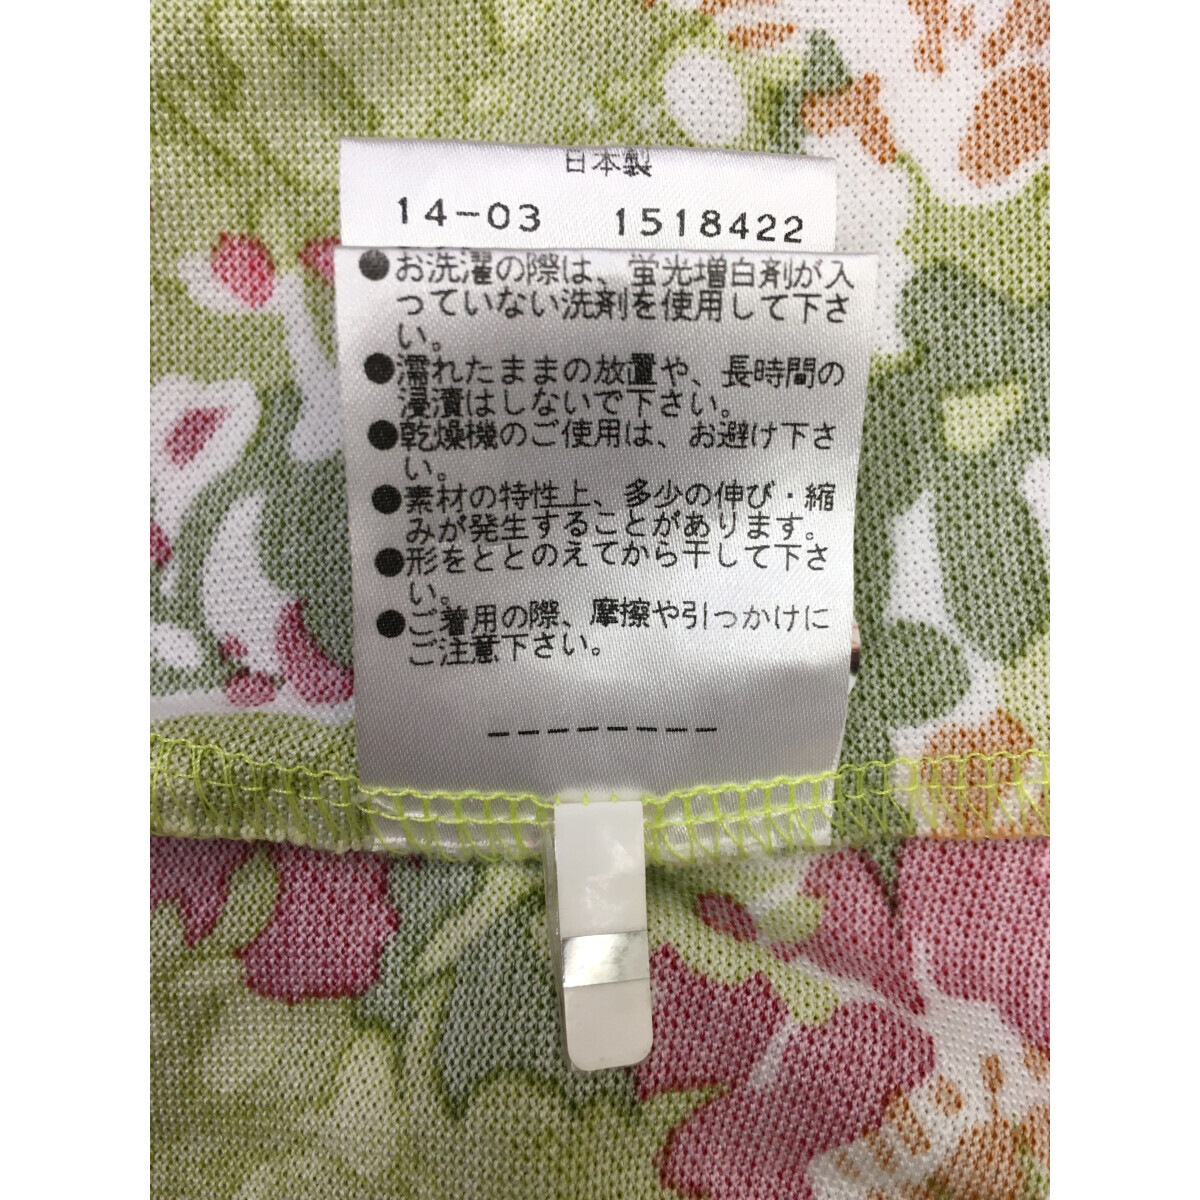 日本製
14-03 1518422
●お洗濯の際は、蛍光増白剤が入
っていない洗剤を使用して下さ
い。
●濡れたままの放置や、長時間の
浸漬はしないで下さい。
●乾燥機のご使用は、お避け下さ
い。
●素材の特性上、多少の伸び・縮
みが発生することがあります。
●形をととのえてから干して下さ
い。
●ご着用の際、摩擦や引っかけに
ご注意下さい。
--------